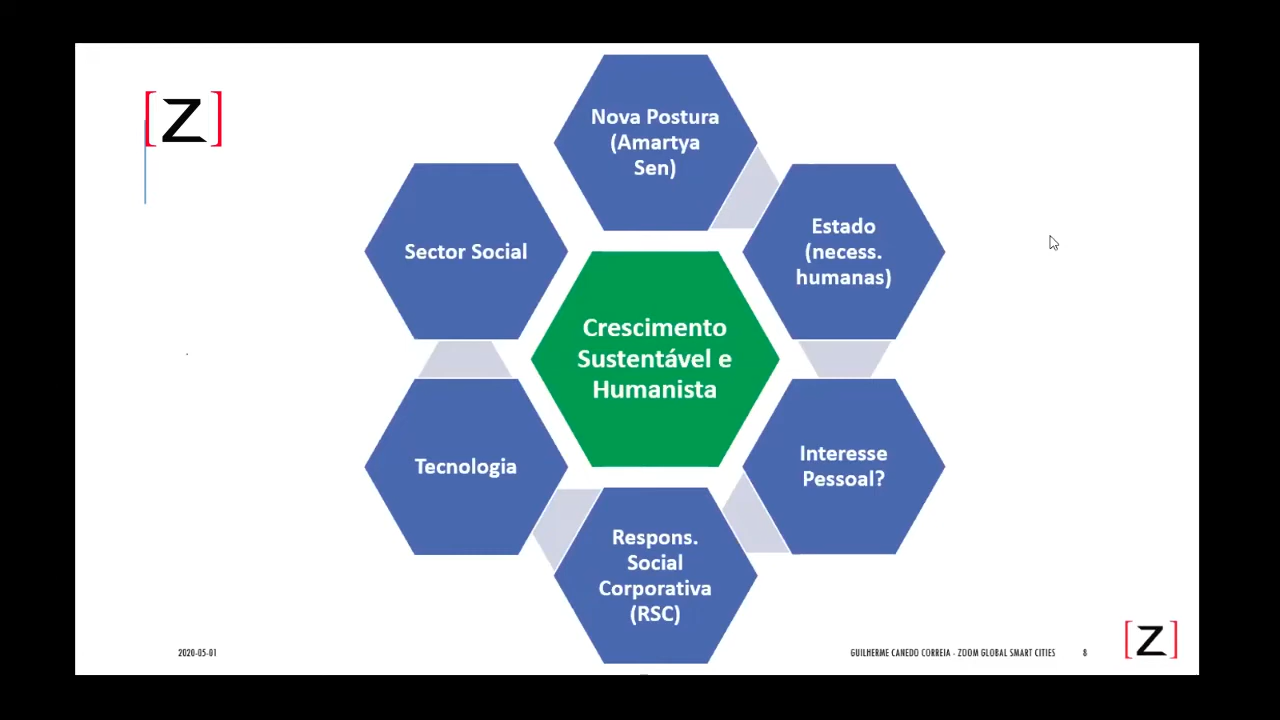 [Z]
Nova Postura
(Amartya
Sen)
Sector Social
Estado
(necess.
humanas)
Crescimento
Sustentável e
Humanista
Tecnologia
Interesse
Pessoal?
Respons.
Social
Corporativa
(RSC)
2020-05-01
GUILHERME CANEDO CORREIA - ZOOM GLOBAL SMART CITIES
8
[Z]